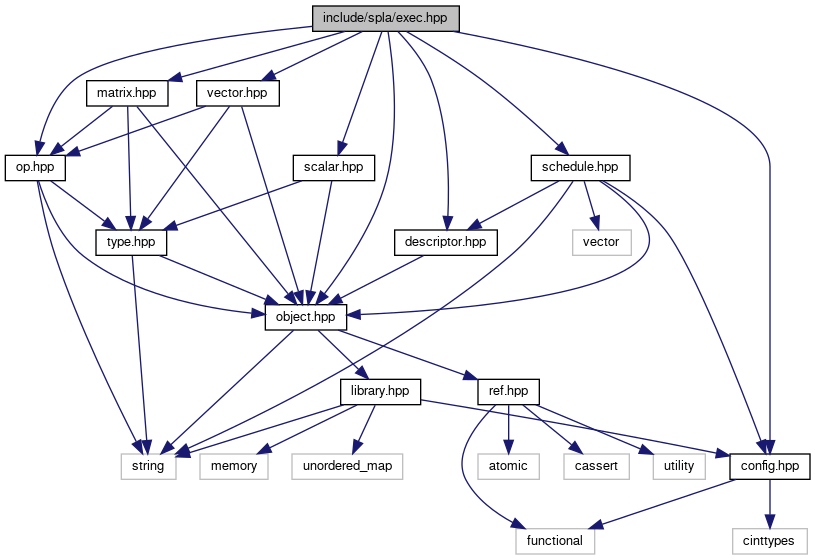 include/spla/exec.hpp
matrix.hpp
vector.hpp
op.hpp
scalar.hpp
schedule.hpp
type.hpp
descriptor.hpp
vector
object.hpp
library.hpp
ref.hpp
string
memory
unordered_map
atomic
cassert
utility
config.hpp
functional
cinttypes